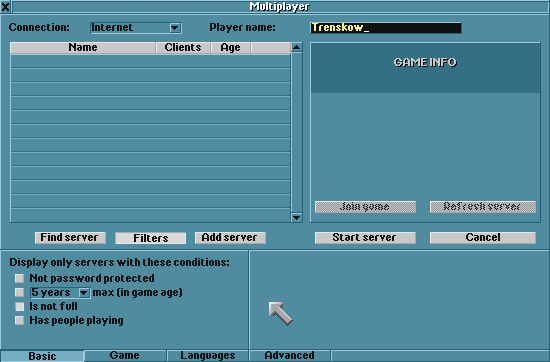 Multiplayer
Connection: Internet Player name: Trenskow_
Name Clients Age
GAME INFO
Join game Refresh server
Find server Filters Add server Start server Cancel
Display only servers with these conditions:
Not password protected
5 years max (in game age)
Is not full
Has people playing
Basic Game Languages Advanced